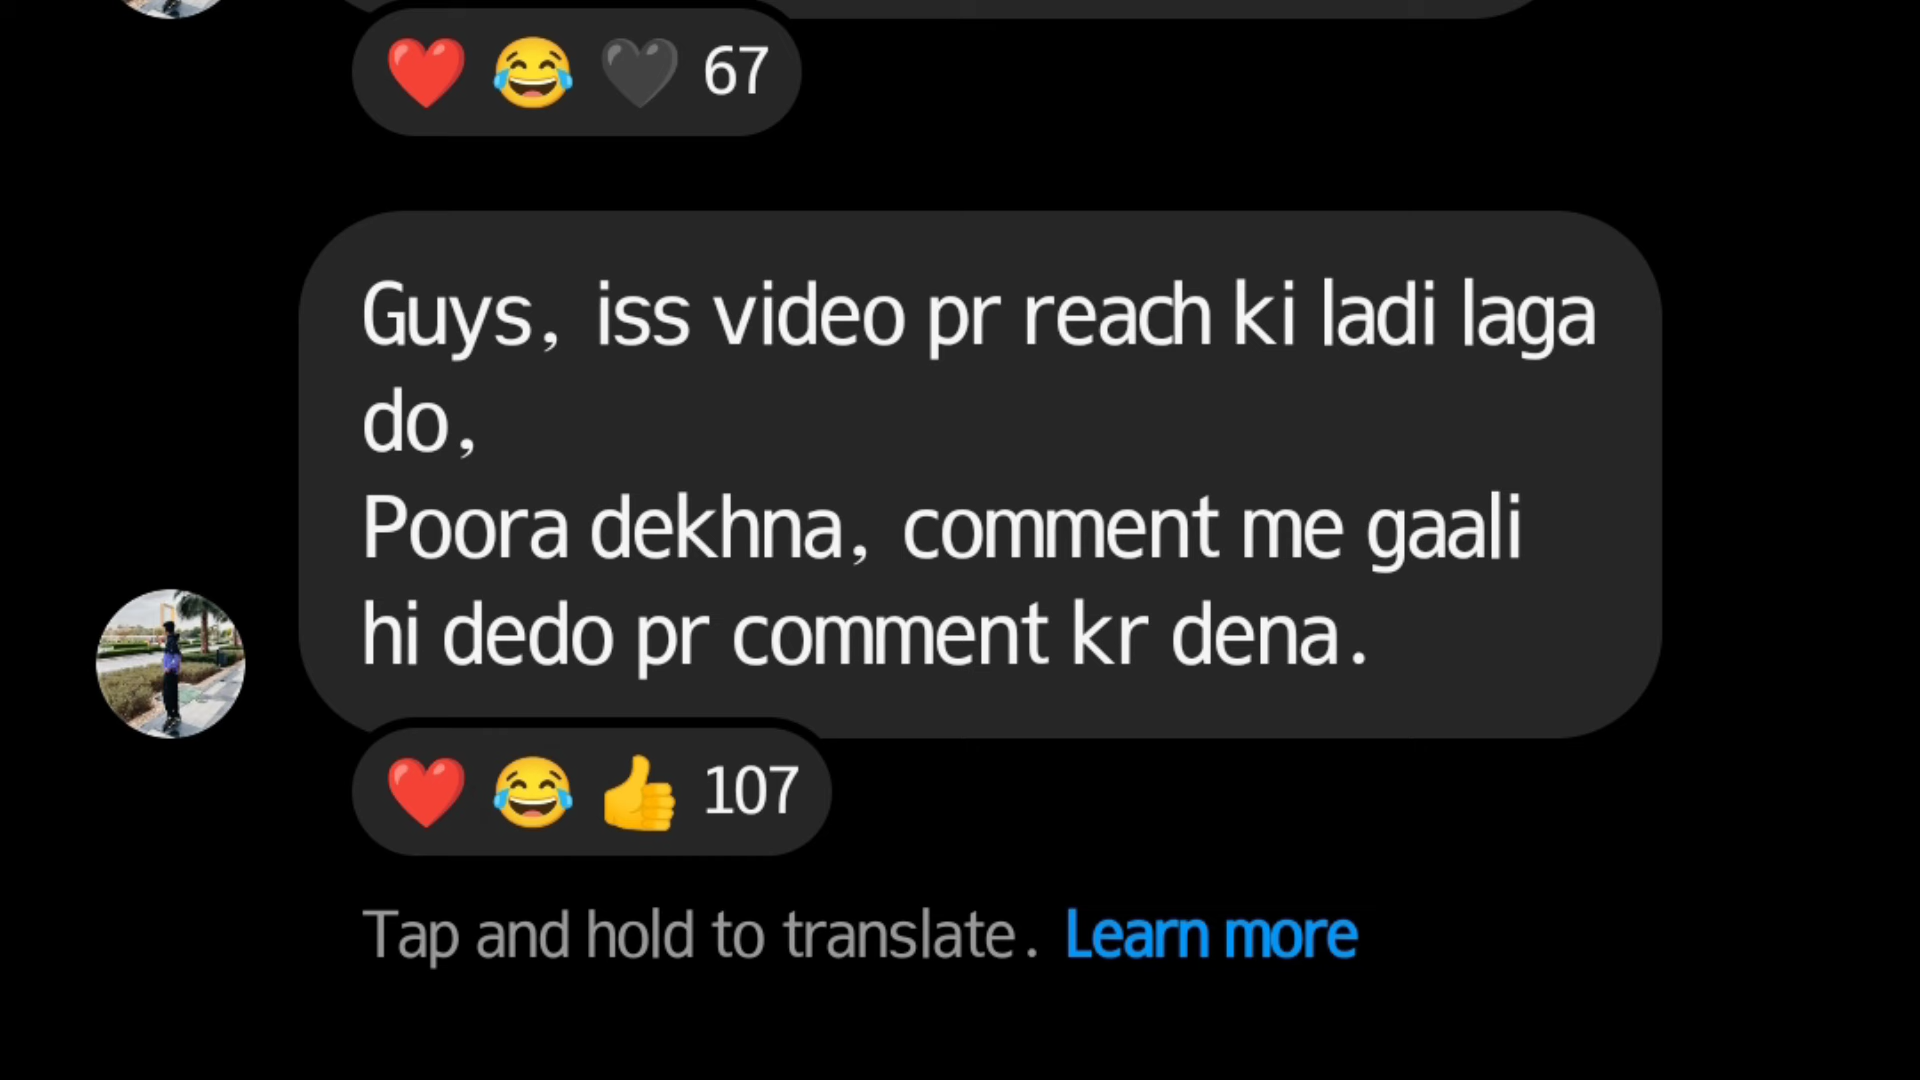 67
Guys, iss video pr reach ki ladi laga
do,
Poora dekhna, comment me gaali
hi dedo pr comment kr dena.
107
Tap and hold to translate. Learn more